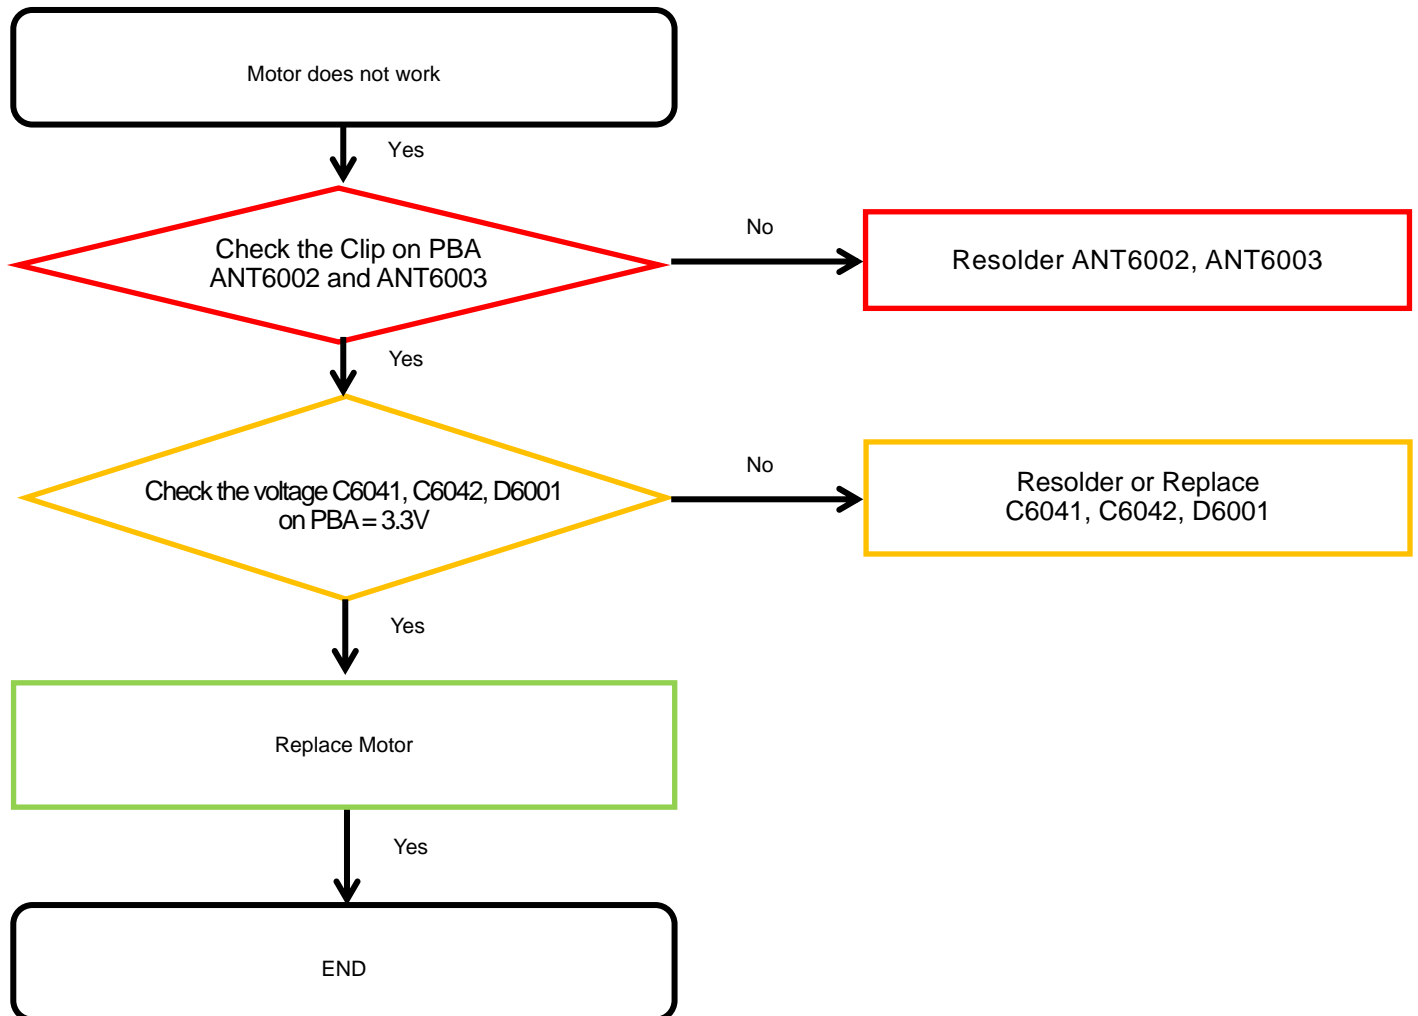 Motor does not work
Yes
Check the Clip on PBA
ANT6002 and ANT6003
No
Resolder ANT6002, ANT6003
Yes
Check the voltage C6041, C6042, D6001
on PBA = 3.3V
No
Resolder or Replace
C6041, C6042, D6001
Yes
Replace Motor
Yes
END